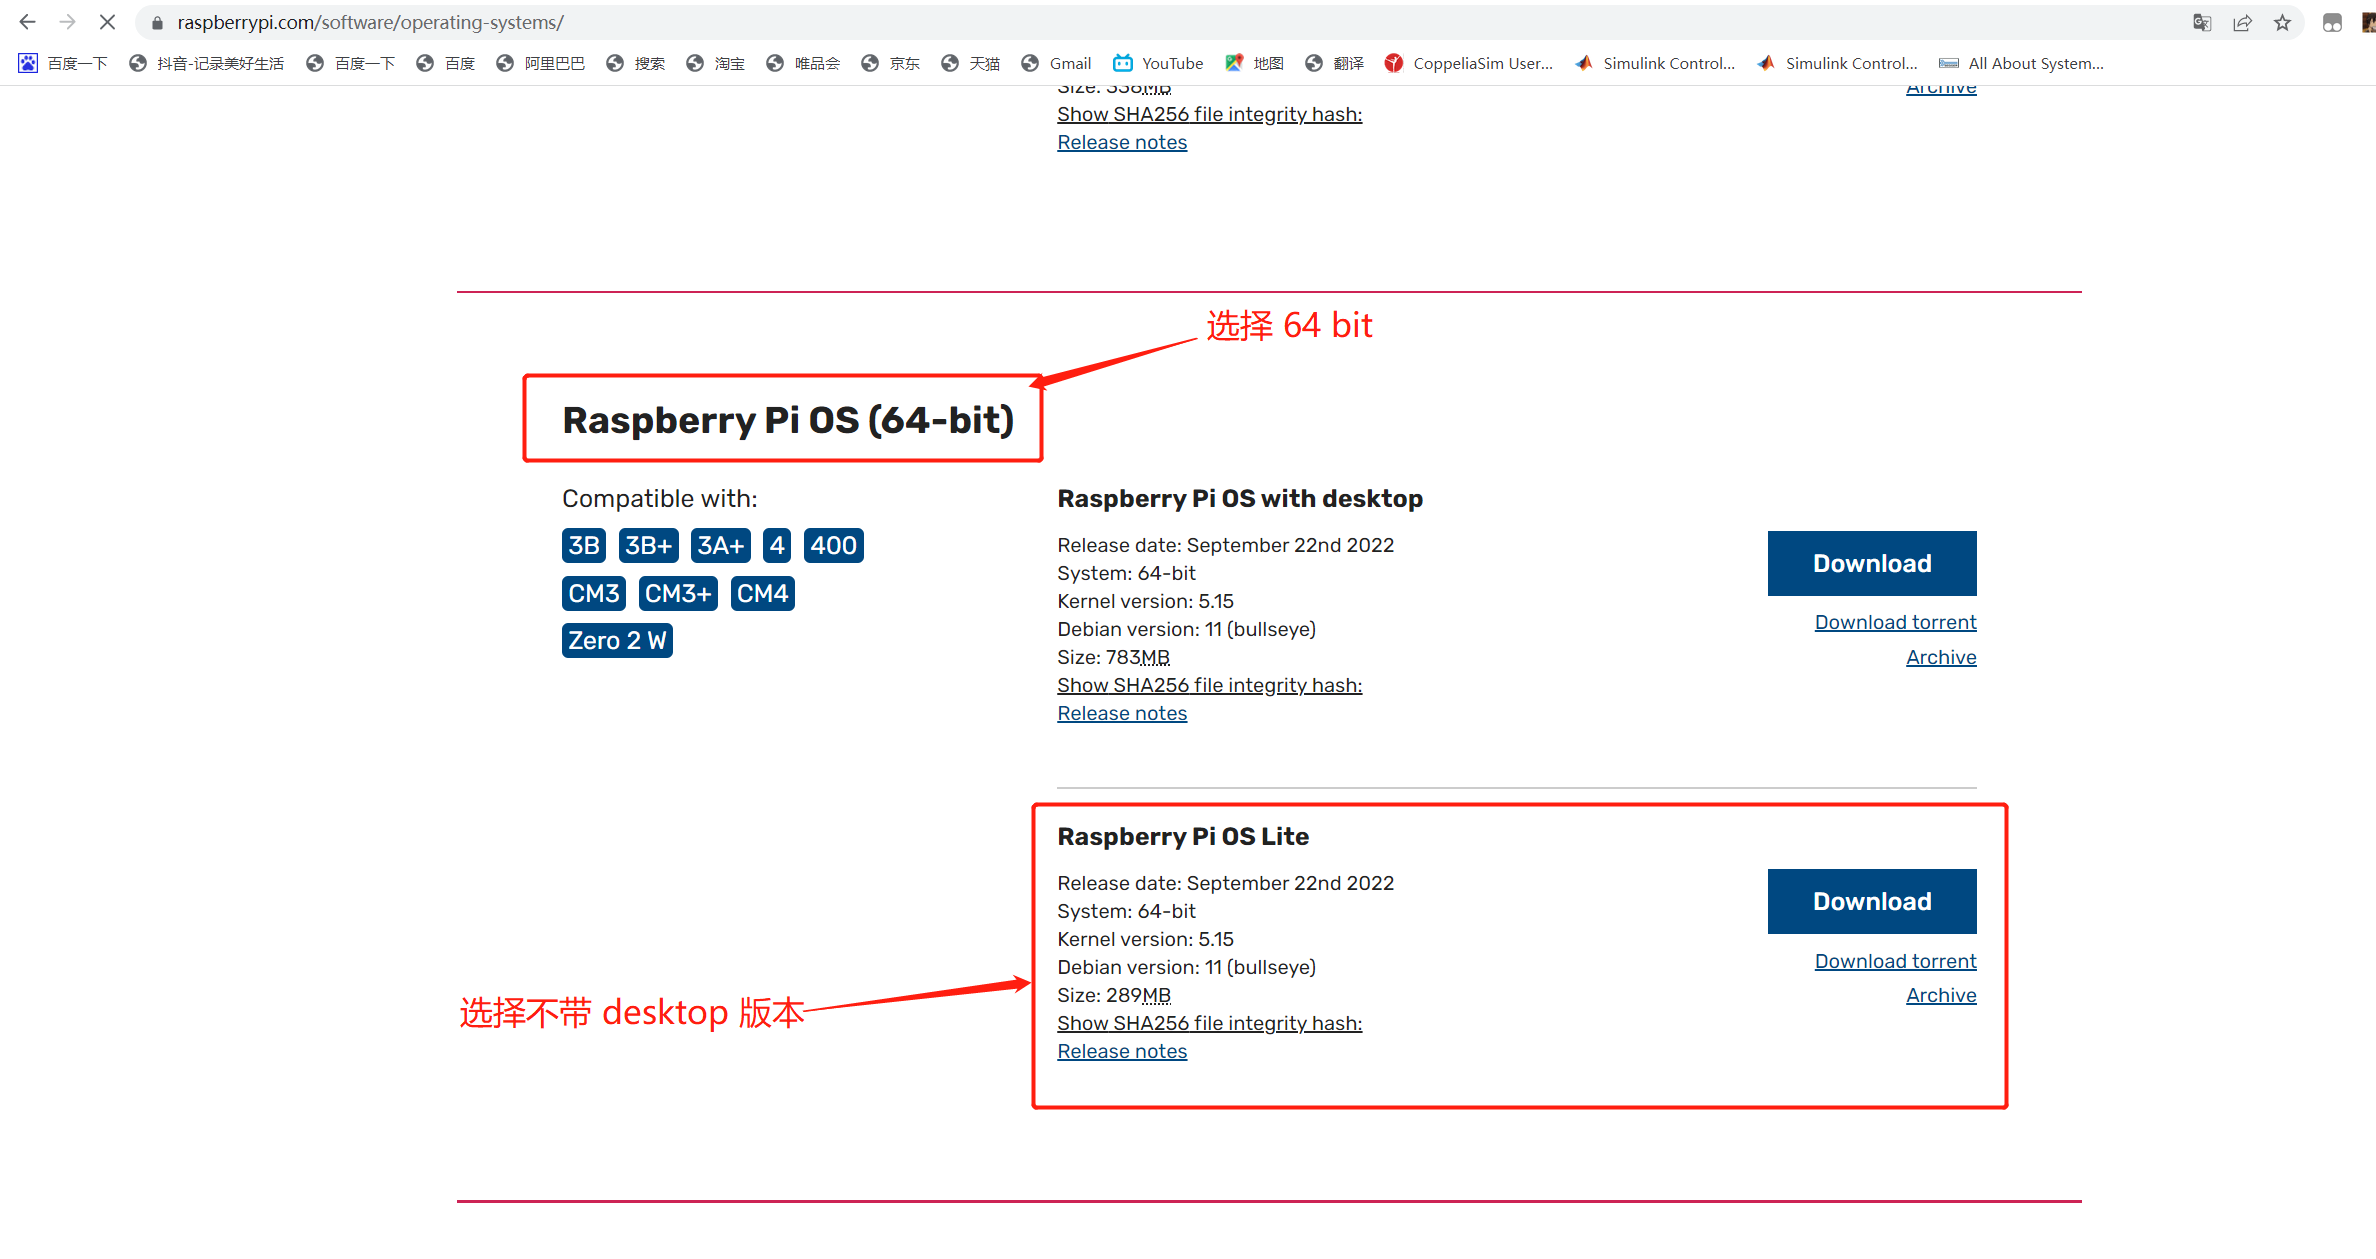 raspberrypi.com/software/operating-systems/
百度一下 抖音-记录美好生活 百度一下 百度 阿里巴巴 搜索 淘宝 唯品会 京东 天猫 Gmail YouTube 地图 翻译 CoppeliaSim User... Simulink Control... Simulink Control... All About System...
Size: 338MB
Archive
Show SHA256 file integrity hash:
Release notes
选择 64 bit
Raspberry Pi OS (64-bit)
Compatible with:
3B 3B+ 3A+ 4 400
CM3 CM3+ CM4
Zero 2 W
Raspberry Pi OS with desktop
Release date: September 22nd 2022
System: 64-bit
Kernel version: 5.15
Debian version: 11 (bullseye)
Size: 783MB
Show SHA256 file integrity hash:
Release notes
Download
Download torrent
Archive
Raspberry Pi OS Lite
Release date: September 22nd 2022
System: 64-bit
Kernel version: 5.15
Debian version: 11 (bullseye)
Size: 289MB
Show SHA256 file integrity hash:
Release notes
Download
Download torrent
Archive
选择不带 desktop 版本